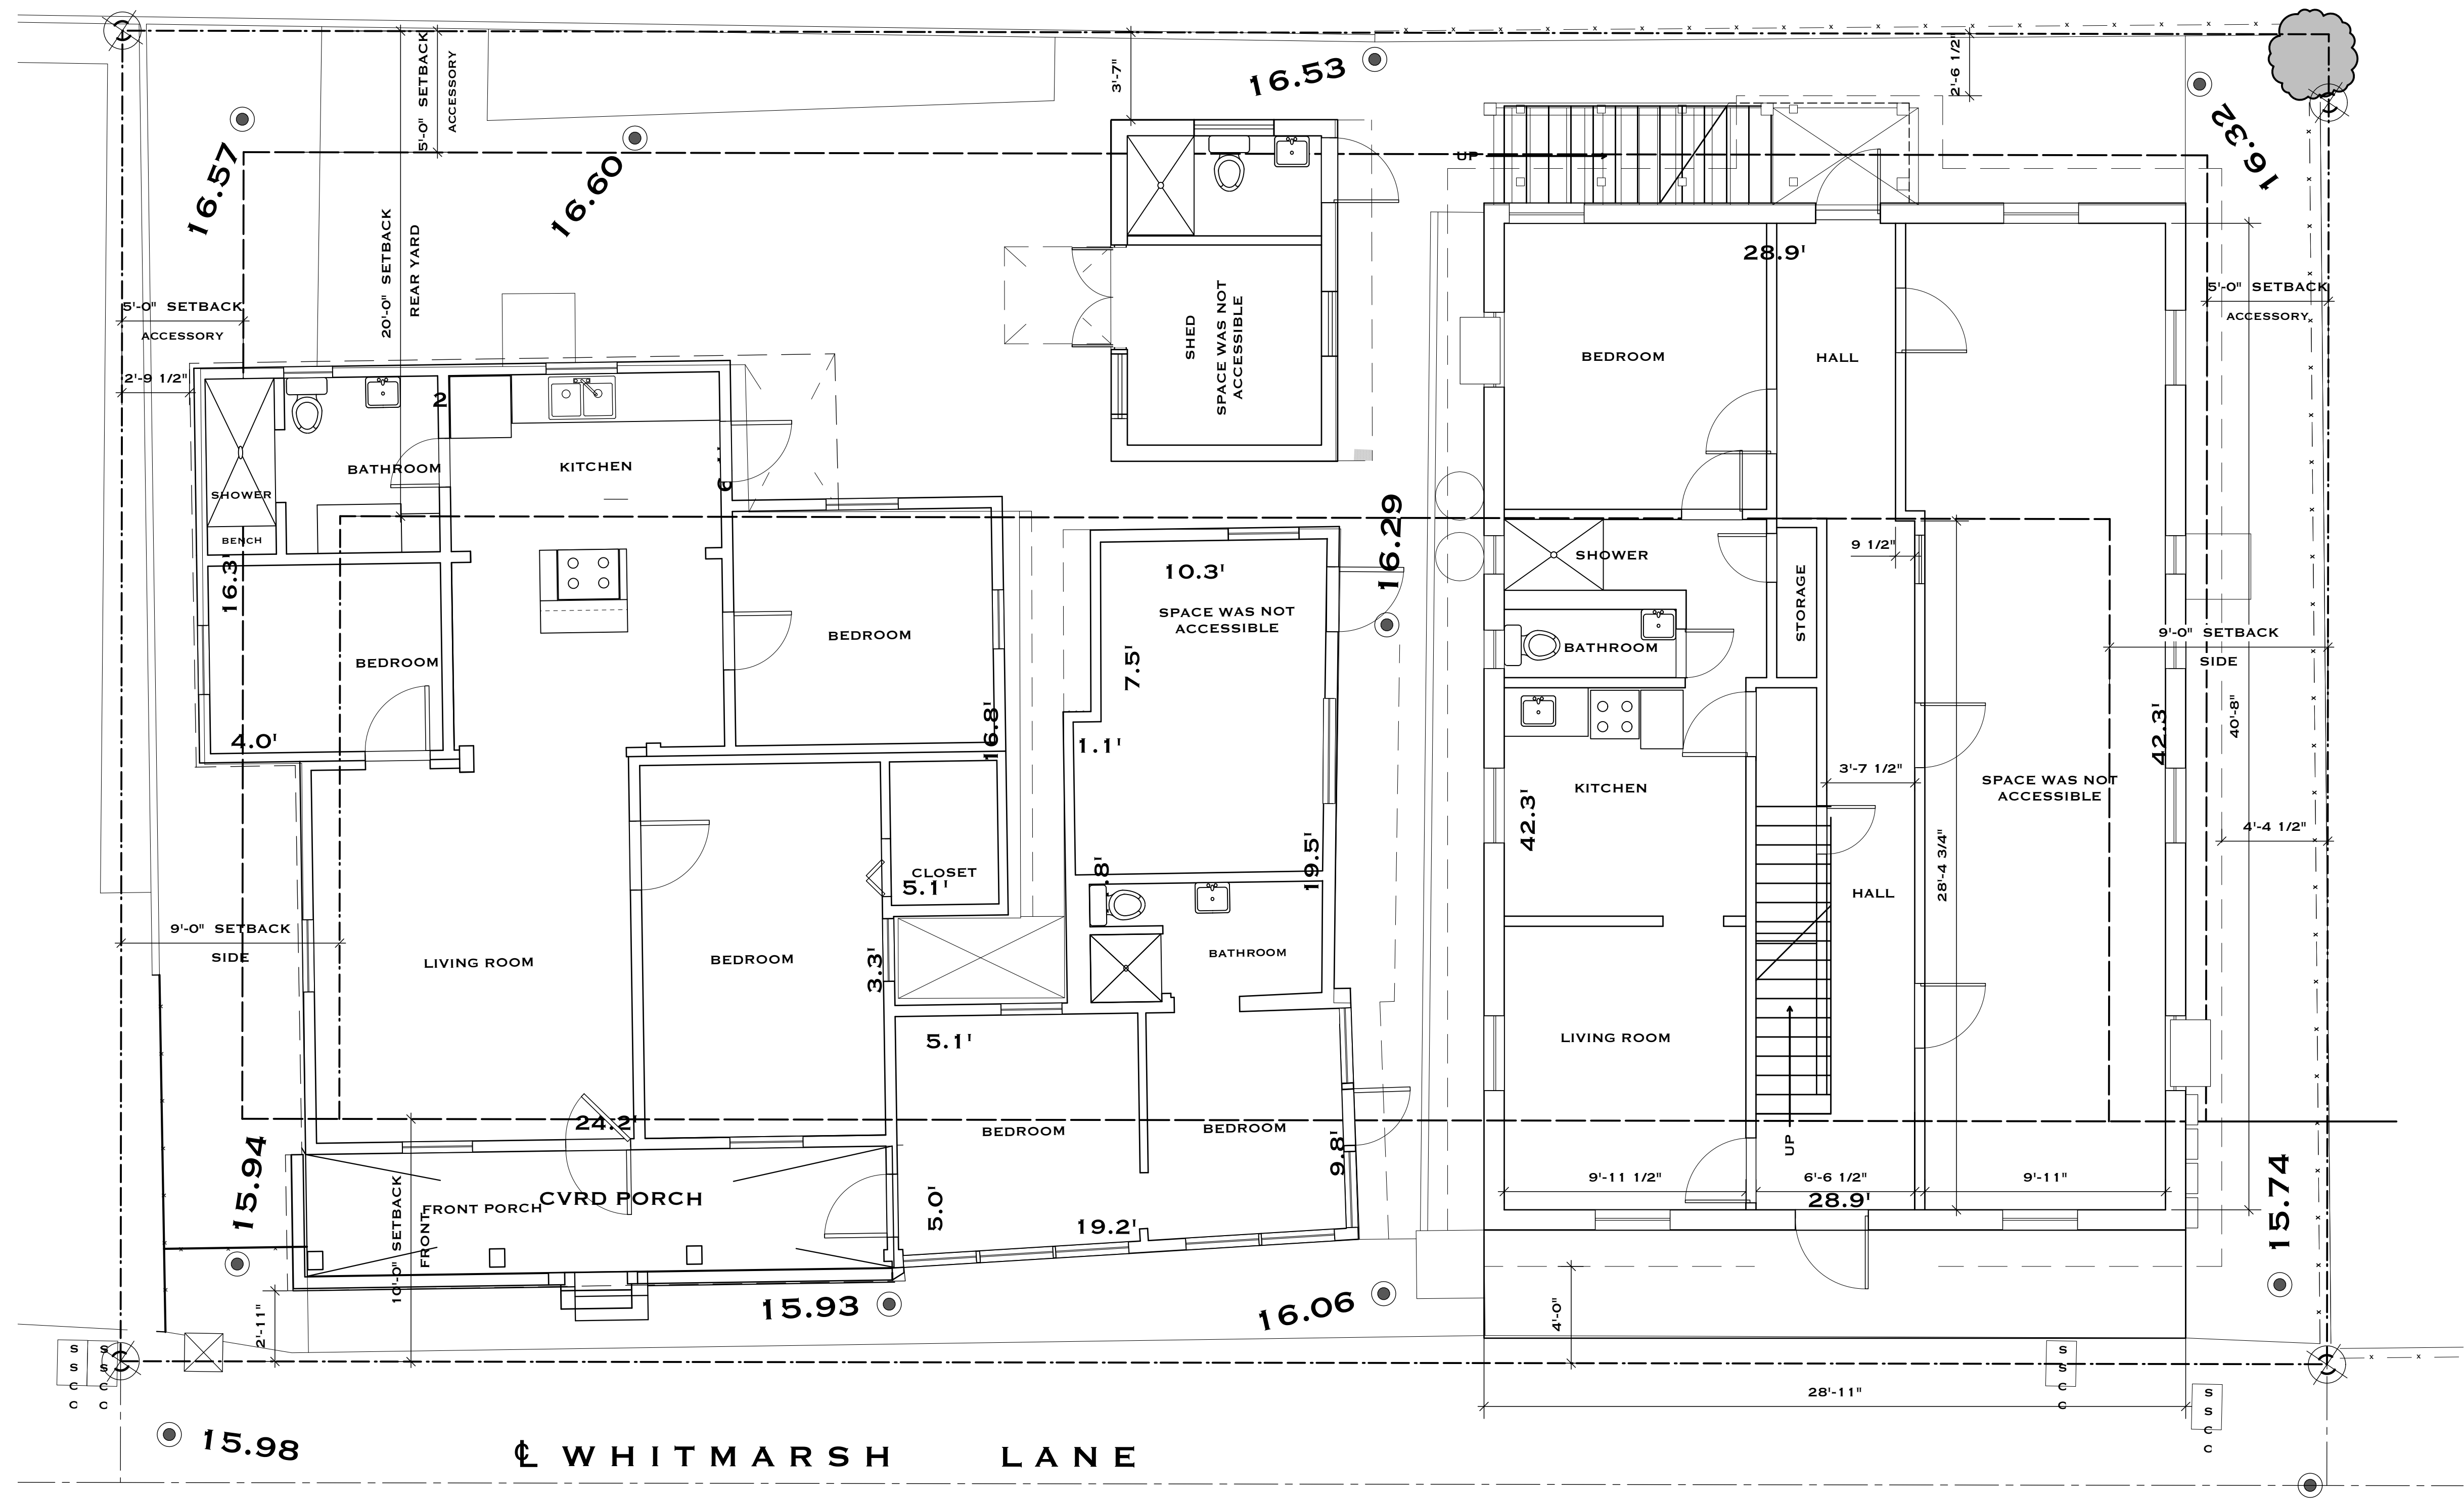 5'-0" SETBACK
ACCESSORY
3'-7"
16.53
2'-6 1/2"
16.32
16.57
16.60
UP
20'-0" SETBACK
REAR YARD
28.9'
5'-0" SETBACK
ACCESSORY
5'-0" SETBACK
ACCESSORY
SHED
SPACE WAS NOT
ACCESSIBLE
BEDROOM
HALL
2'-9 1/2"
2
BATHROOM
KITCHEN
SHOWER
BENCH
16.29
16.3'
10.3'
SPACE WAS NOT
ACCESSIBLE
SHOWER
9 1/2"
STORAGE
BEDROOM
BEDROOM
7.5'
BATHROOM
9'-0" SETBACK
SIDE
4.0'
16.8'
1.1'
42.3'
40'-8"
KITCHEN
3'-7 1/2"
SPACE WAS NOT
ACCESSIBLE
42.3'
4'-4 1/2"
CLOSET
5.1'
.8'
19.5'
28'-4 3/4"
HALL
9'-0" SETBACK
SIDE
LIVING ROOM
BEDROOM
3.3'
BATHROOM
5.1'
LIVING ROOM
24.2'
BEDROOM
BEDROOM
9.8'
UP
15.94
10'-0" SETBACK
FRONT
FRONT PORCH
CVRD PORCH
5.0'
19.2'
9'-11 1/2"
6'-6 1/2"
9'-11"
28.9'
15.74
2'-11"
15.93
16.06
4'-0"
S
S
C
C
S
S
C
C
S
S
C
C
S
S
C
C
28'-11"
15.98
℄ WHITMARSH LANE